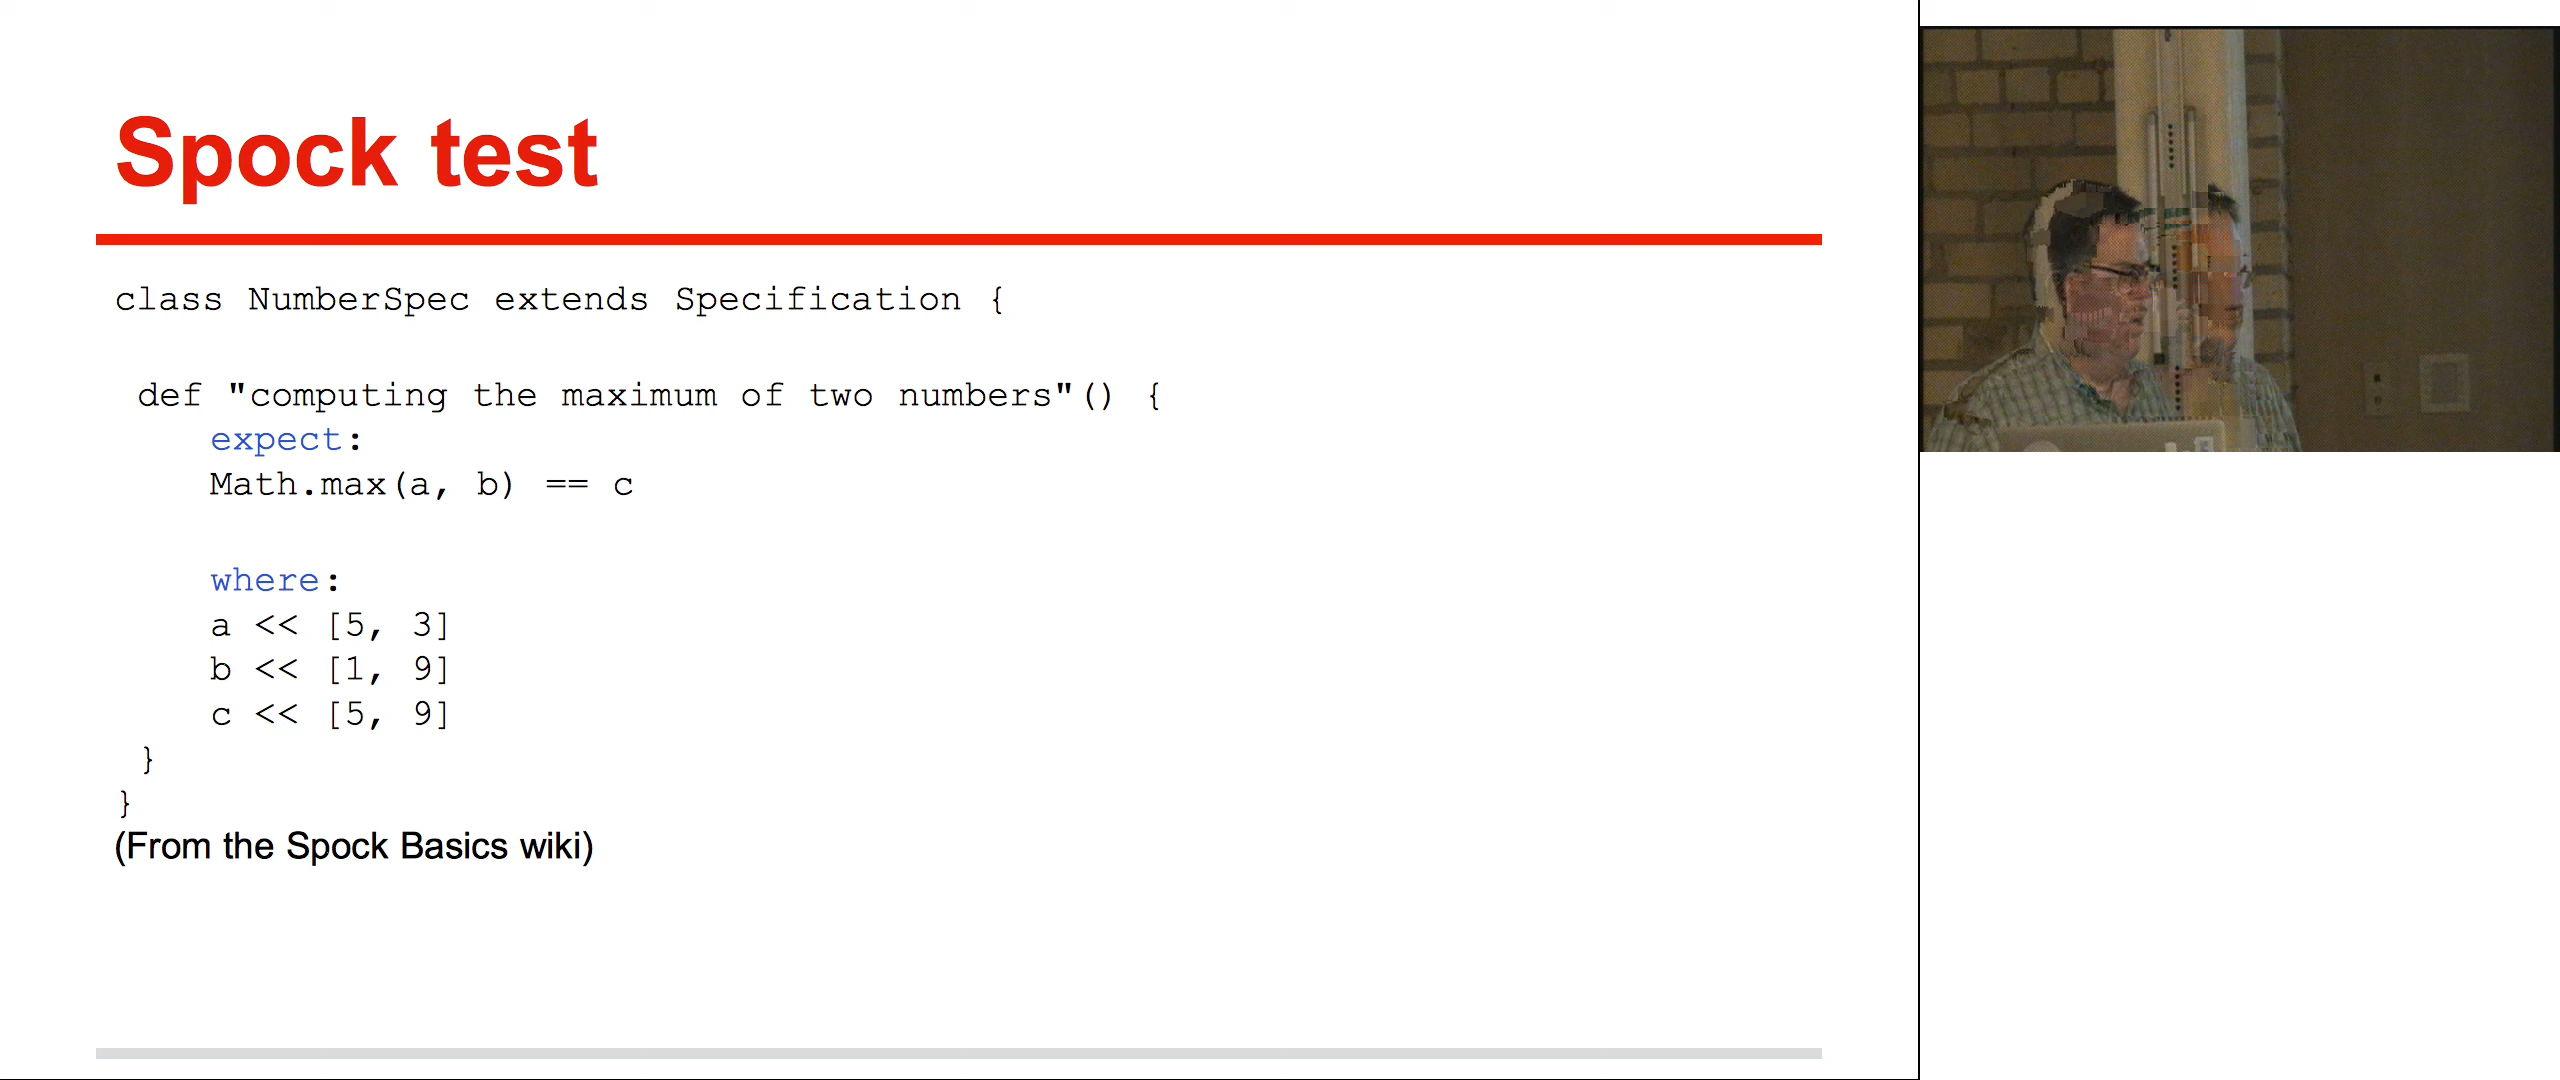 Spock test
class NumberSpec extends Specification {
def "computing the maximum of two numbers"() {
expect:
Math.max(a, b) == c
where:
a << [5, 3]
b << [1, 9]
c << [5, 9]
}
}
(From the Spock Basics wiki)